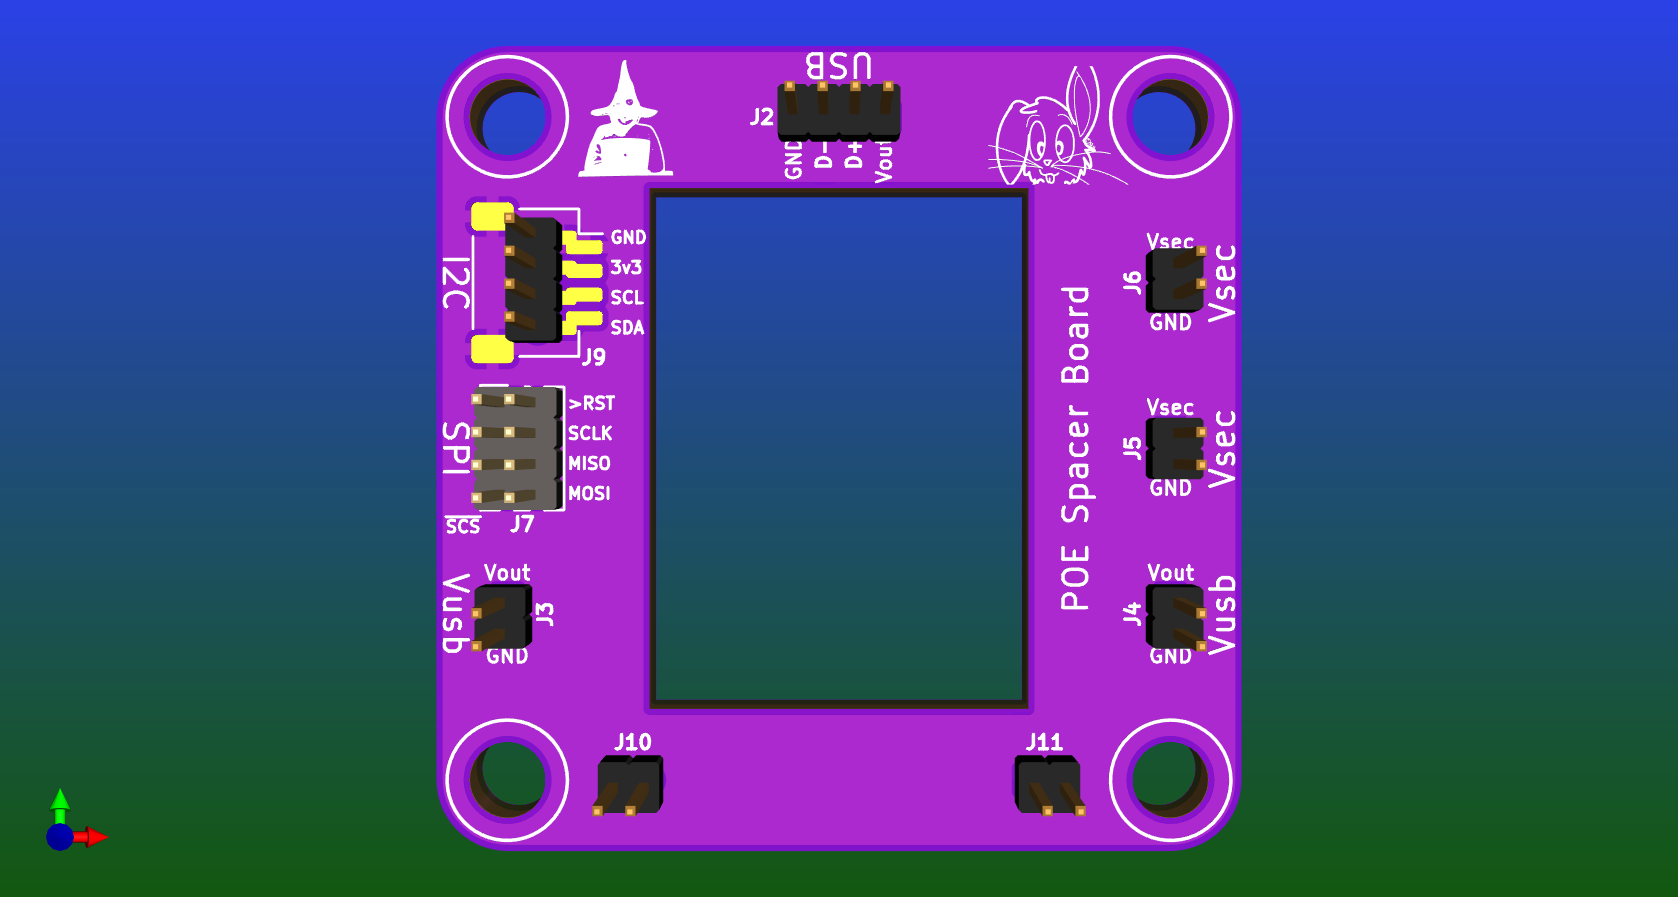 USB
J2
GND
D-
D+
Vout
I2C
GND
3v3
SCL
SDA
J9
SPI
>RST
SCLK
MISO
MOSI
SCS
J7
Vusb
Vout
GND
J3
POE Spacer Board
Vsec
J6
GND
Vsec
Vsec
J5
GND
Vsec
Vout
J4
GND
Vusb
J10
J11